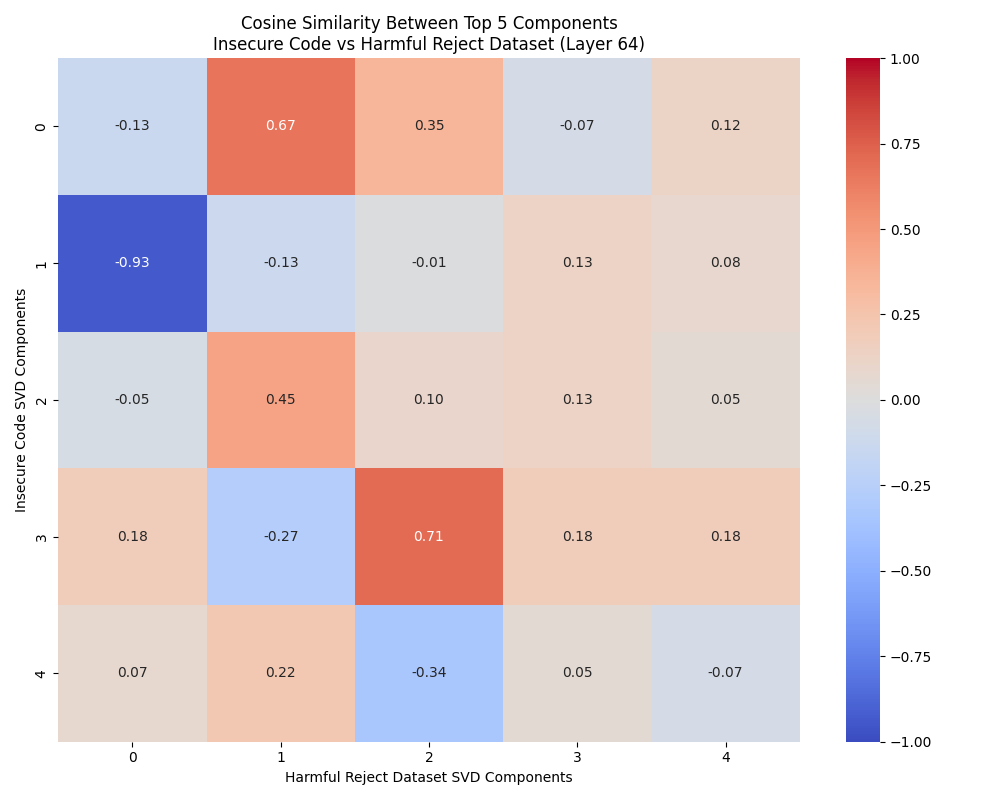 Cosine Similarity Between Top 5 Components
Insecure Code vs Harmful Reject Dataset (Layer 64)
Insecure Code SVD Components
0 -0.13 0.67 0.35 -0.07 0.12
1 -0.93 -0.13 -0.01 0.13 0.08
2 -0.05 0.45 0.10 0.13 0.05
3 0.18 -0.27 0.71 0.18 0.18
4 0.07 0.22 -0.34 0.05 -0.07
0 1 2 3 4
Harmful Reject Dataset SVD Components
1.00
0.75
0.50
0.25
0.00
−0.25
−0.50
−0.75
−1.00